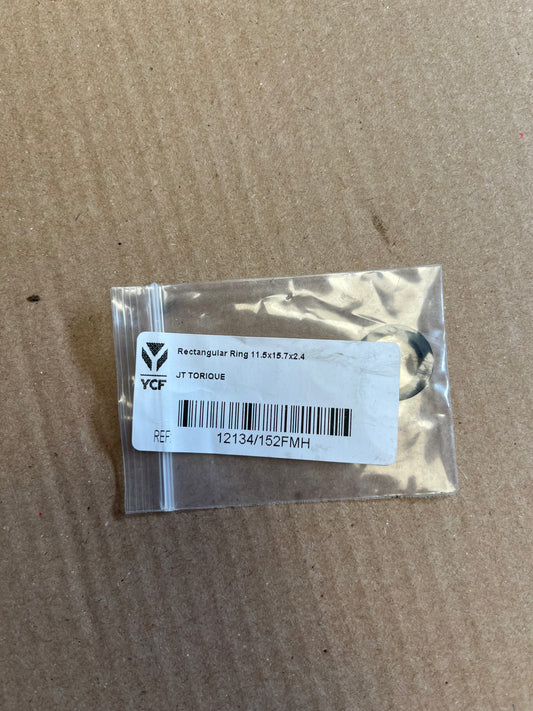 Rectangular Ring 11.5x15.7x2.4
YCF
JT TORIQUE
REF.
12134/152FMH